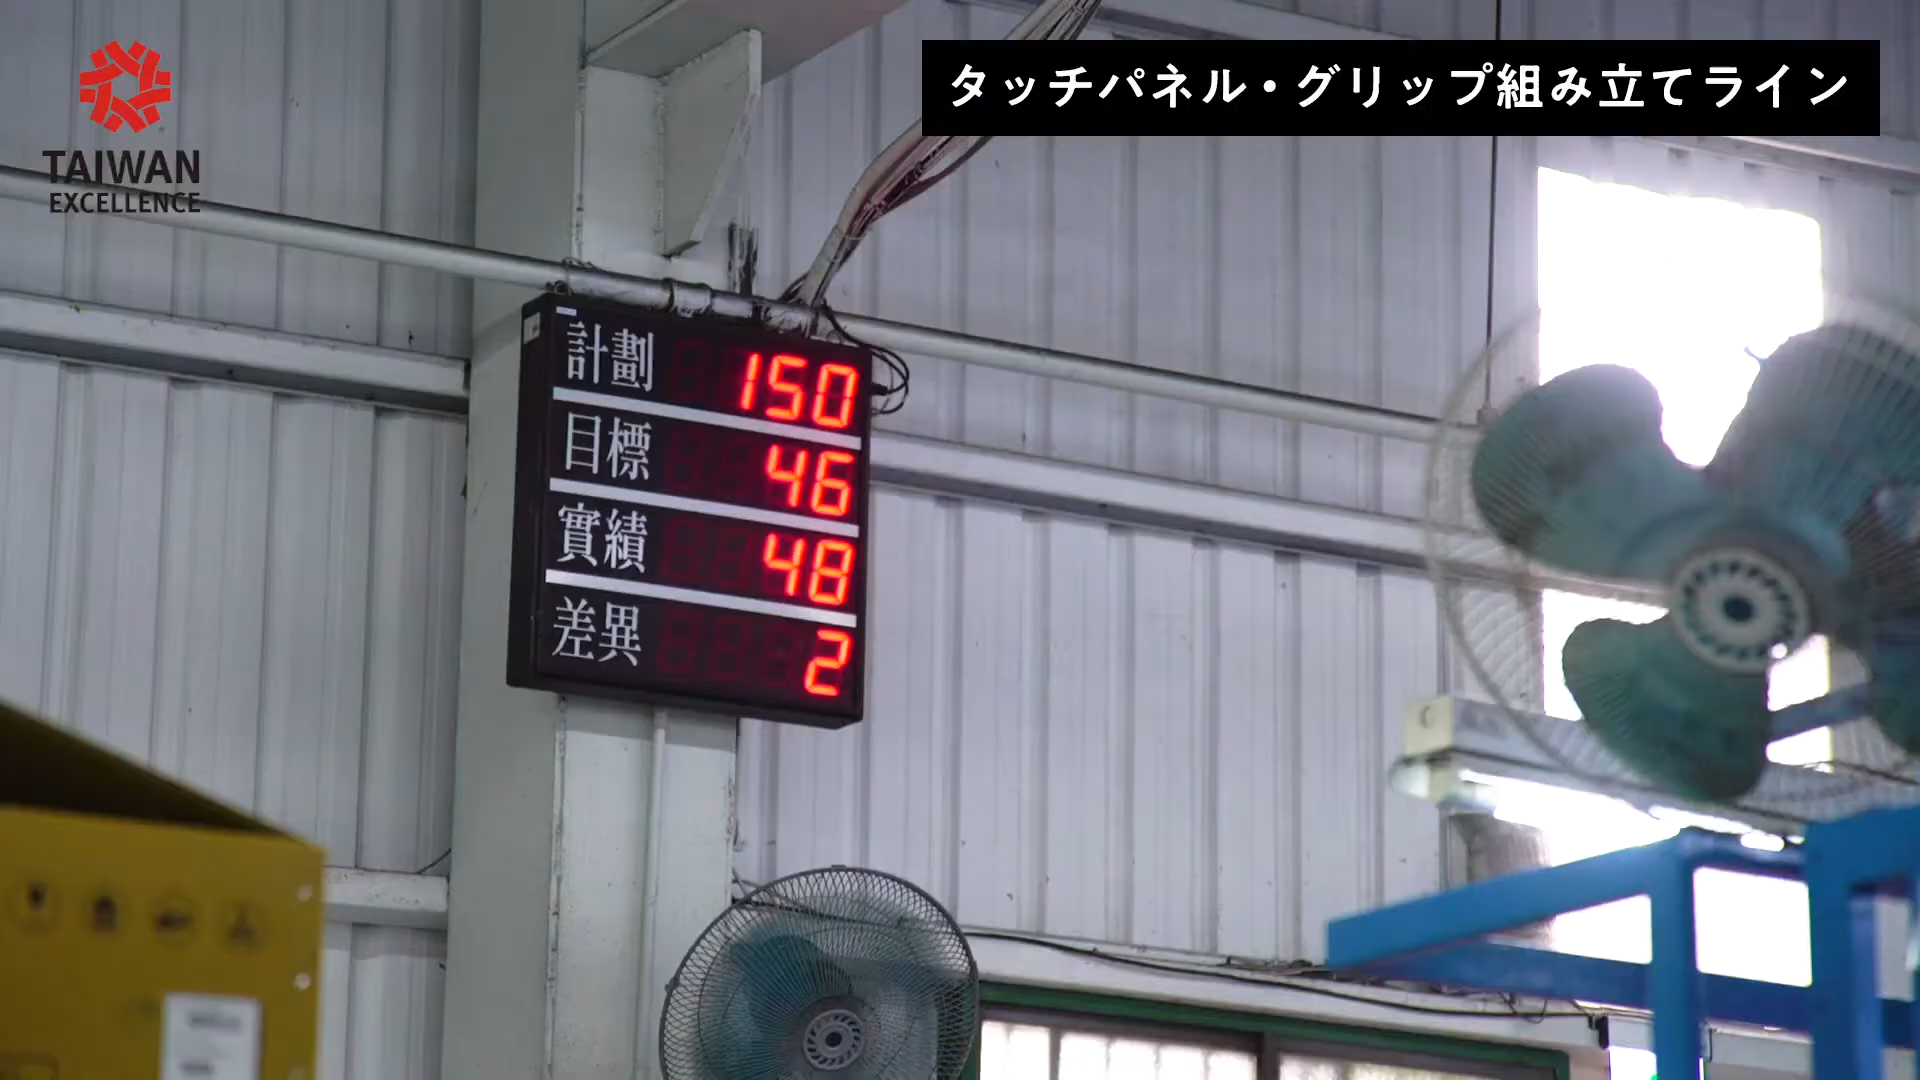 TAIWAN
EXCELLENCE
タッチパネル・グリップ組み立てライン
計劃 150
目標 46
實績 48
差異 2